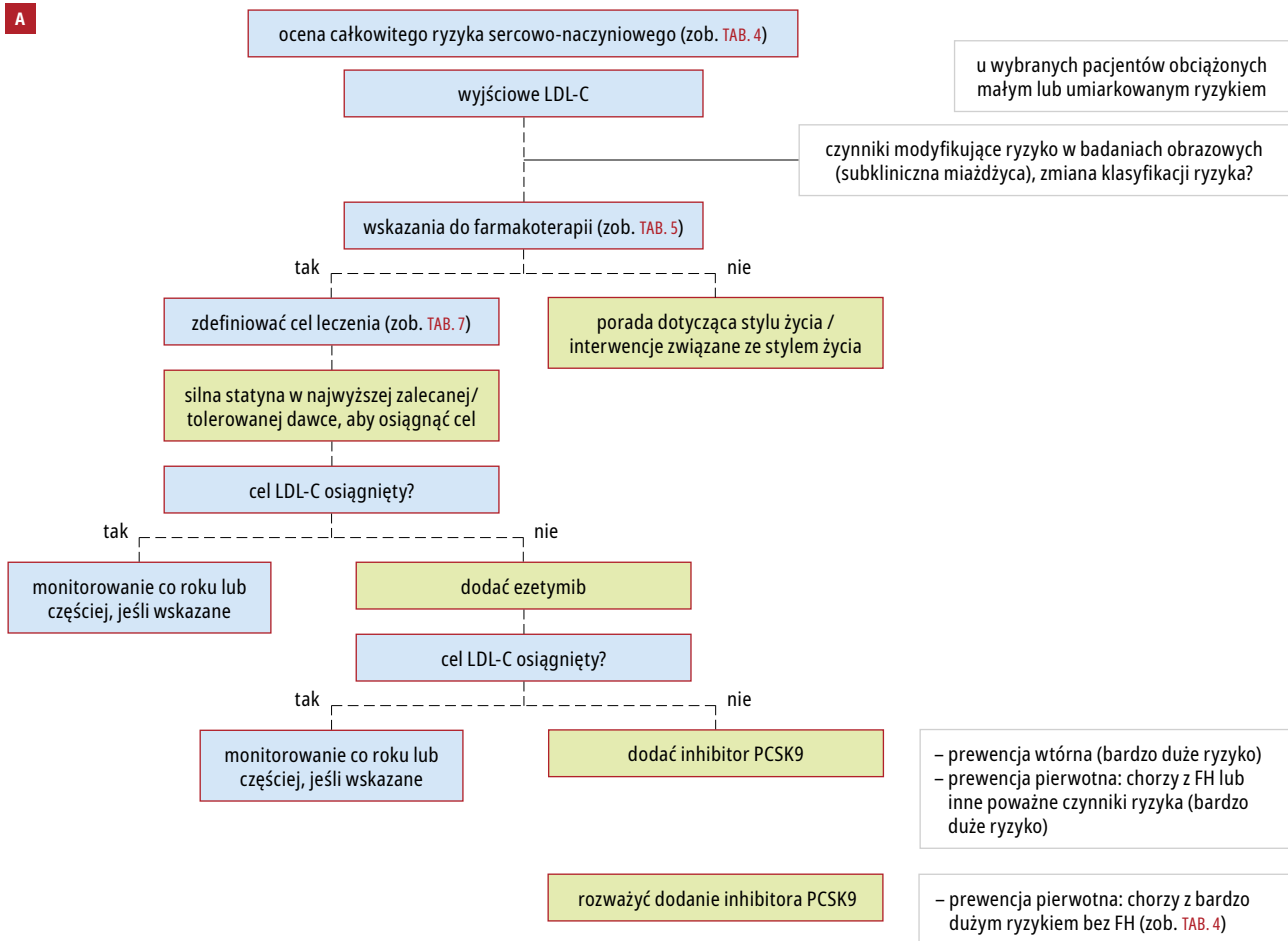 A
ocena całkowitego ryzyka sercowo-naczyniowego (zob. TAB. 4)
wyjściowe LDL-C
u wybranych pacjentów obciążonych
małym lub umiarkowanym ryzykiem
czynniki modyfikujące ryzyko w badaniach obrazowych
(subkliniczna miażdżyca), zmiana klasyfikacji ryzyka?
wskazania do farmakoterapii (zob. TAB. 5)
tak
nie
zdefiniować cel leczenia (zob. TAB. 7)
porada dotycząca stylu życia /
interwencje związane ze stylem życia
silna statyna w najwyższej zalecanej/
tolerowanej dawce, aby osiągnąć cel
cel LDL-C osiągnięty?
tak
nie
monitorowanie co roku lub
częściej, jeśli wskazane
dodać ezetymib
cel LDL-C osiągnięty?
tak
nie
monitorowanie co roku lub
częściej, jeśli wskazane
dodać inhibitor PCSK9
– prewencja wtórna (bardzo duże ryzyko)
– prewencja pierwotna: chorzy z FH lub
inne poważne czynniki ryzyka (bardzo
duże ryzyko)
rozważyć dodanie inhibitora PCSK9
– prewencja pierwotna: chorzy z bardzo
dużym ryzykiem bez FH (zob. TAB. 4)